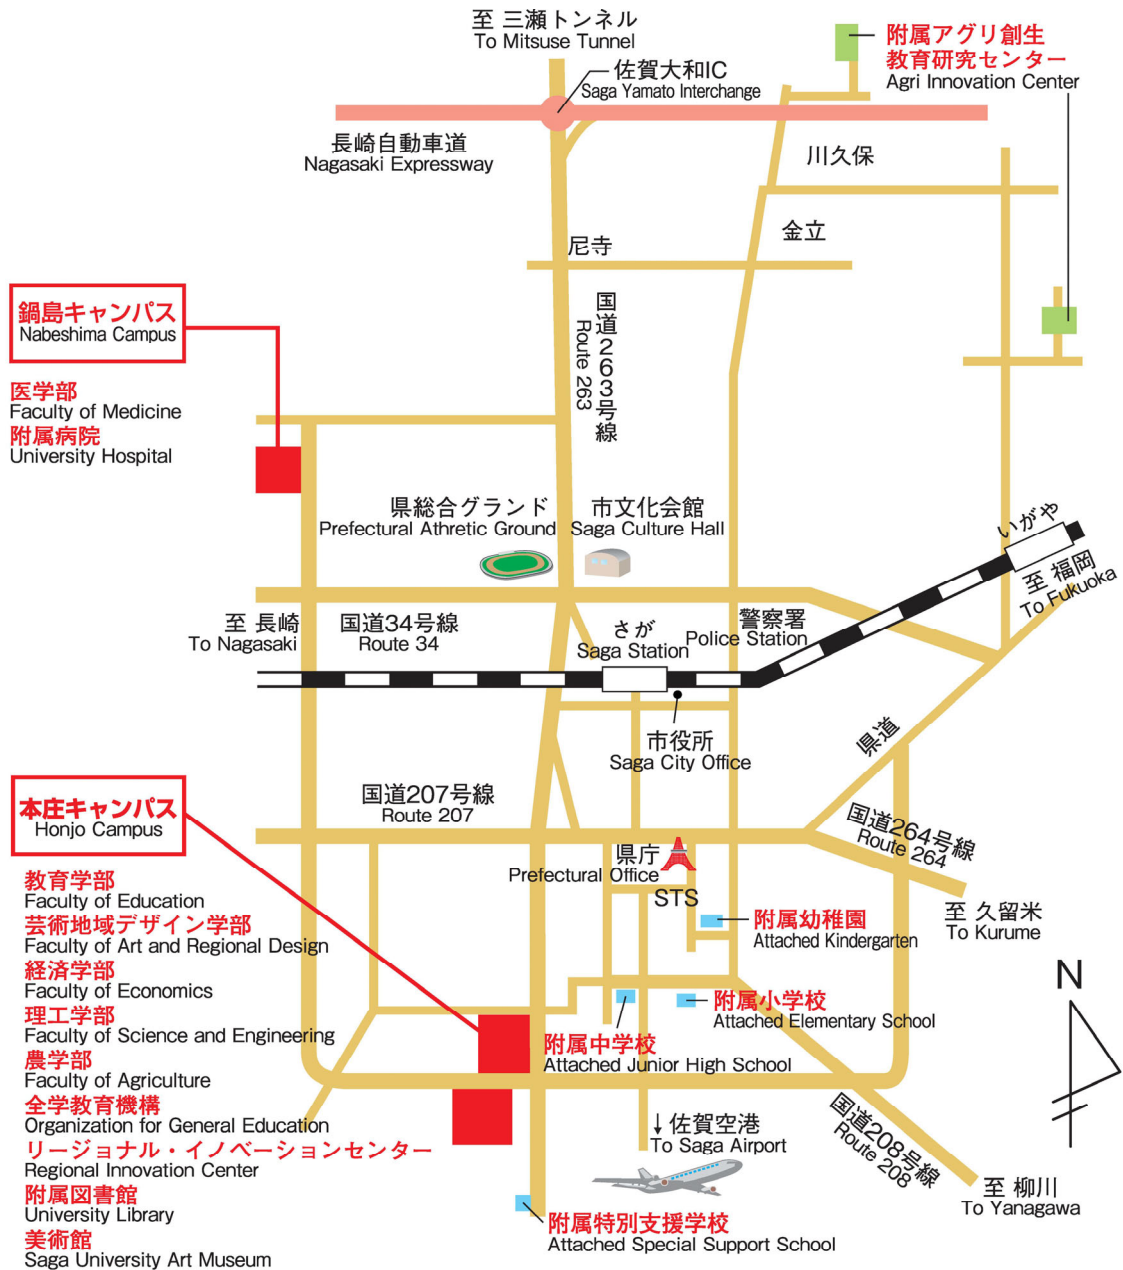 至 三瀬トンネル
To Mitsuse Tunnel
佐賀大和IC
Saga Yamato Interchange
附属アグリ創生
教育研究センター
Agri Innovation Center
長崎自動車道
Nagasaki Expressway
川久保
金立
尼寺
国道263号線
Route 263
鍋島キャンパス
Nabeshima Campus
医学部
Faculty of Medicine
附属病院
University Hospital
県総合グランド
Prefectural Athretic Ground
市文化会館
Saga Culture Hall
いがや
至 福岡
To Fukuoka
至 長崎
To Nagasaki
国道34号線
Route 34
さが
Saga Station
警察署
Police Station
市役所
Saga City Office
県道
本庄キャンパス
Honjo Campus
国道207号線
Route 207
国道264号線
Route 264
県庁
Prefectural Office
STS
至 久留米
To Kurume
教育学部
Faculty of Education
芸術地域デザイン学部
Faculty of Art and Regional Design
経済学部
Faculty of Economics
理工学部
Faculty of Science and Engineering
農学部
Faculty of Agriculture
全学教育機構
Organization for General Education
リージョナル・イノベーションセンター
Regional Innovation Center
附属図書館
University Library
美術館
Saga University Art Museum
附属幼稚園
Attached Kindergarten
附属小学校
Attached Elementary School
附属中学校
Attached Junior High School
N
↓佐賀空港
To Saga Airport
国道208号線
Route 208
至 柳川
To Yanagawa
附属特別支援学校
Attached Special Support School